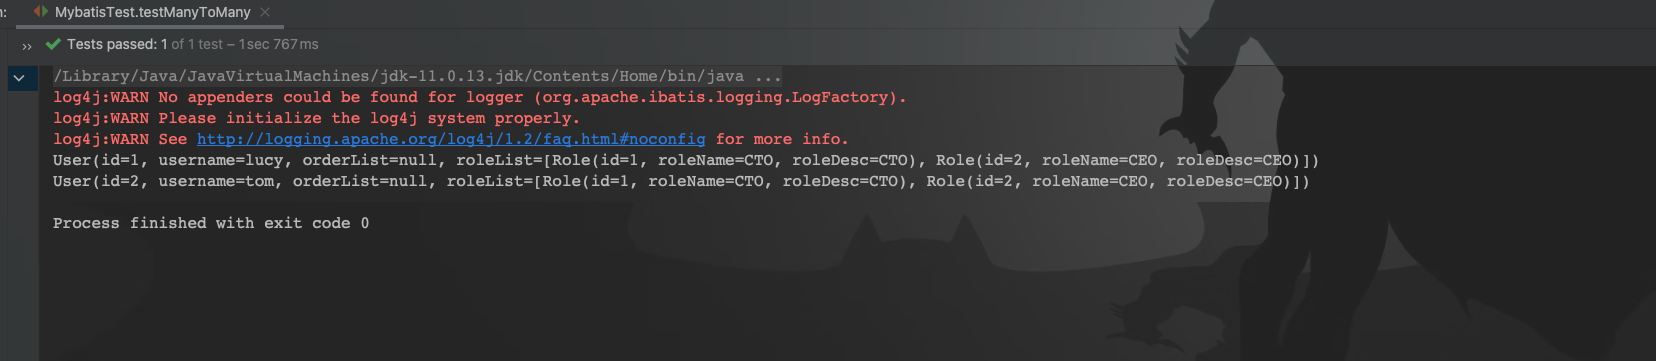 n: MybatisTest.testManyToMany ×
›› Tests passed: 1 of 1 test – 1 sec 767 ms
/Library/Java/JavaVirtualMachines/jdk-11.0.13.jdk/Contents/Home/bin/java ...
log4j:WARN No appenders could be found for logger (org.apache.ibatis.logging.LogFactory).
log4j:WARN Please initialize the log4j system properly.
log4j:WARN See http://logging.apache.org/log4j/1.2/faq.html#noconfig for more info.
User(id=1, username=lucy, orderList=null, roleList=[Role(id=1, roleName=CTO, roleDesc=CTO), Role(id=2, roleName=CEO, roleDesc=CEO)])
User(id=2, username=tom, orderList=null, roleList=[Role(id=1, roleName=CTO, roleDesc=CTO), Role(id=2, roleName=CEO, roleDesc=CEO)])
Process finished with exit code 0